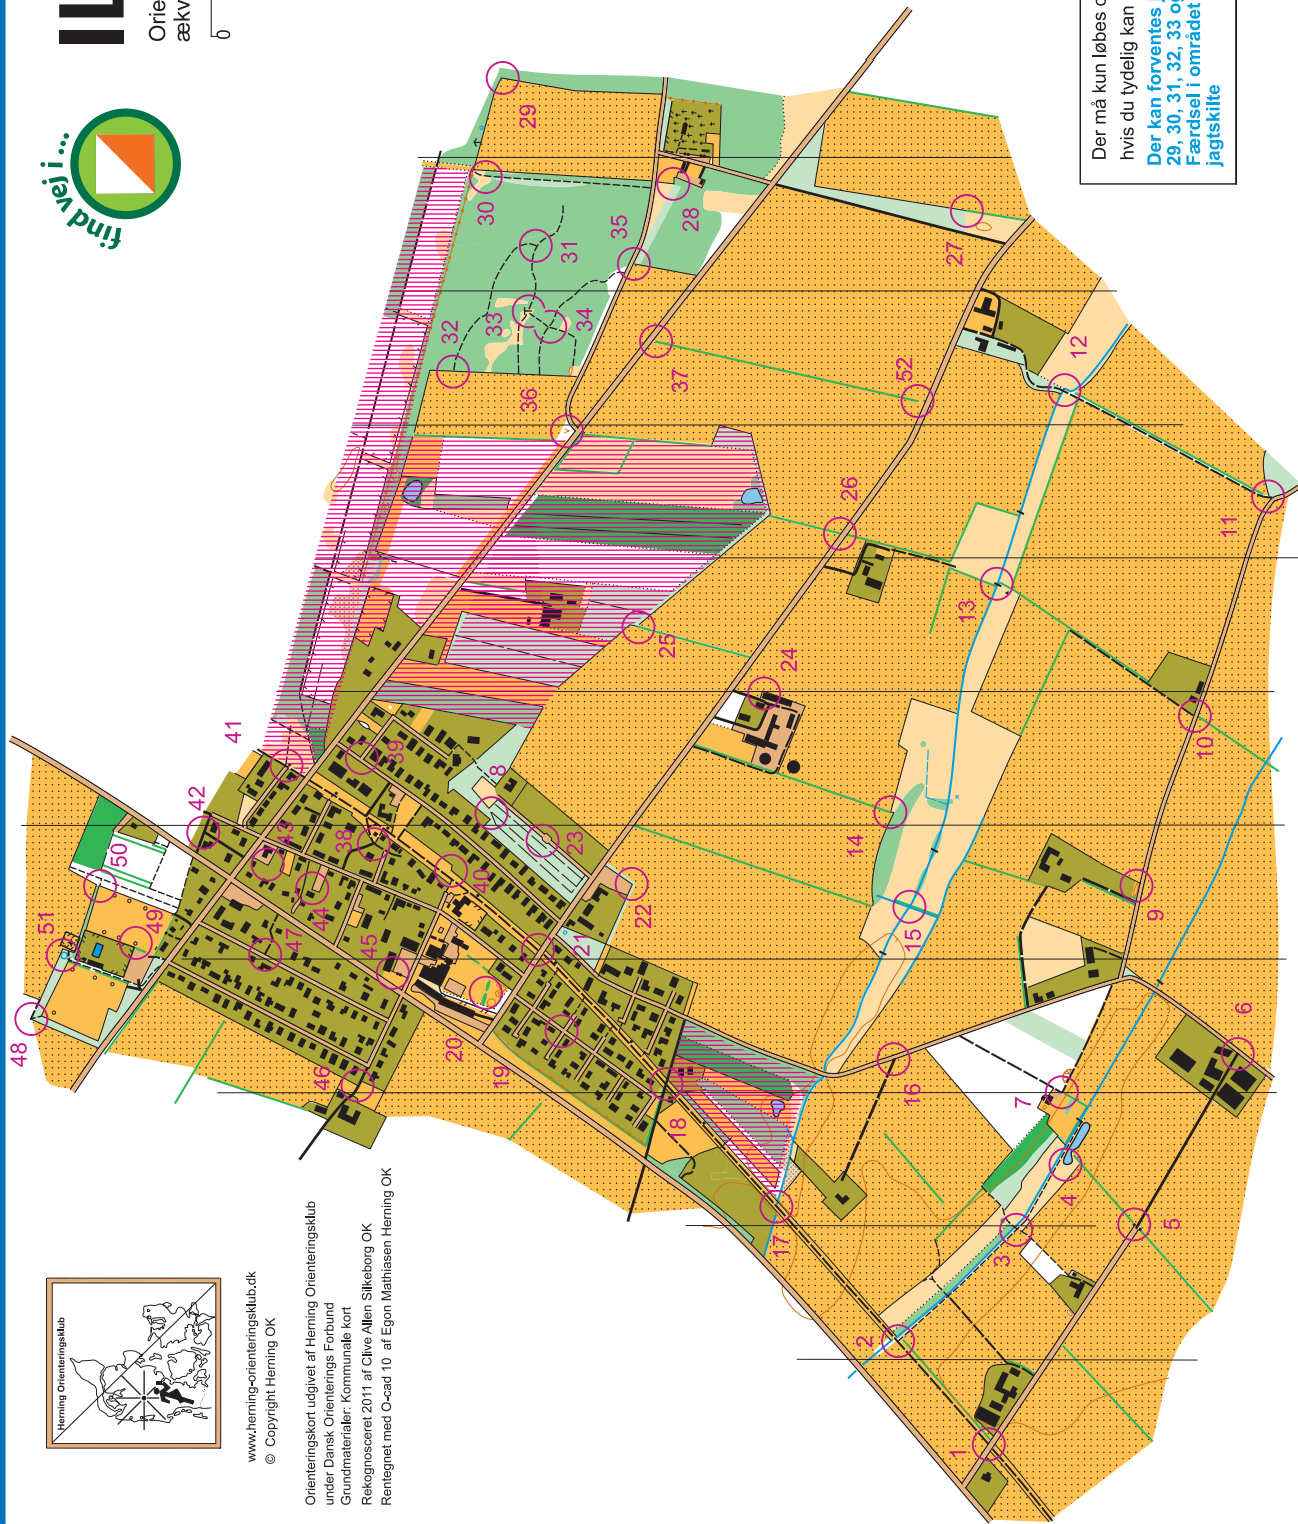 find vej i...
IL
Orie
ækv
0
Der må kun løbes o
hvis du tydelig kan
Der kan forventes j
29, 30, 31, 32, 33 og
Færdsel i området
jagtskilte
Herning Orienteringsklub
www.herning-orienteringsklub.dk
© Copyright Herning OK
Orienteringskort udgivet af Herning Orienteringsklub
under Dansk Orienterings Forbund
Grundmaterialer: Kommunale kort
Rekognosceret 2011 af Clive Allen Silkeborg OK
Rentegnet med O-cad 10 af Egon Mathiasen Herning OK
1
2
3
4
5
6
7
8
9
10
11
12
13
14
15
16
17
18
19
20
21
22
23
24
25
26
27
28
29
30
31
32
33
34
35
36
37
38
39
40
41
42
43
44
45
46
47
48
49
50
51
52